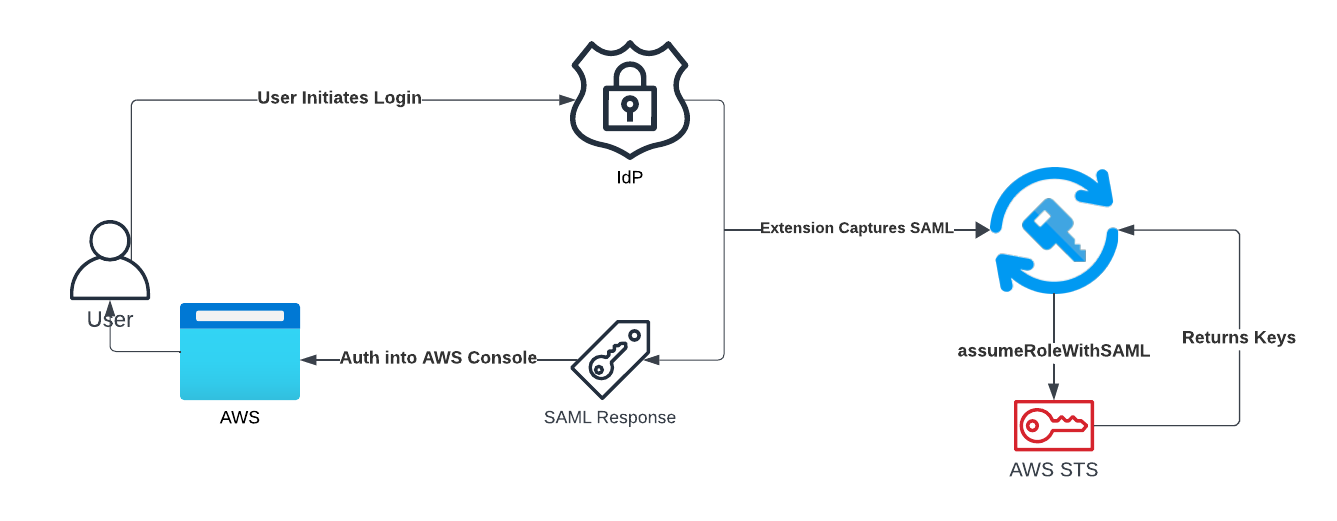 User Initiates Login
IdP
Extension Captures SAML
User
Auth into AWS Console
SAML Response
AWS
assumeRoleWithSAML
Returns Keys
AWS STS